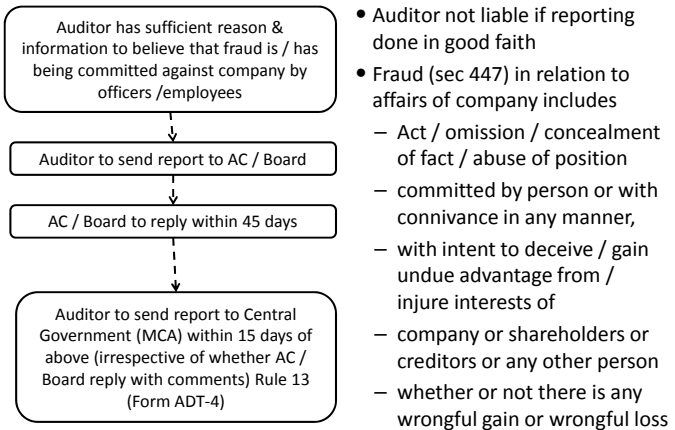 Auditor has sufficient reason &
information to believe that fraud is / has
being committed against company by
officers /employees
Auditor to send report to AC / Board
AC / Board to reply within 45 days
Auditor to send report to Central
Government (MCA) within 15 days of
above (irrespective of whether AC /
Board reply with comments) Rule 13
(Form ADT-4)
• Auditor not liable if reporting
done in good faith
• Fraud (sec 447) in relation to
affairs of company includes
– Act / omission / concealment
of fact / abuse of position
– committed by person or with
connivance in any manner,
– with intent to deceive / gain
undue advantage from /
injure interests of
– company or shareholders or
creditors or any other person
– whether or not there is any
wrongful gain or wrongful loss